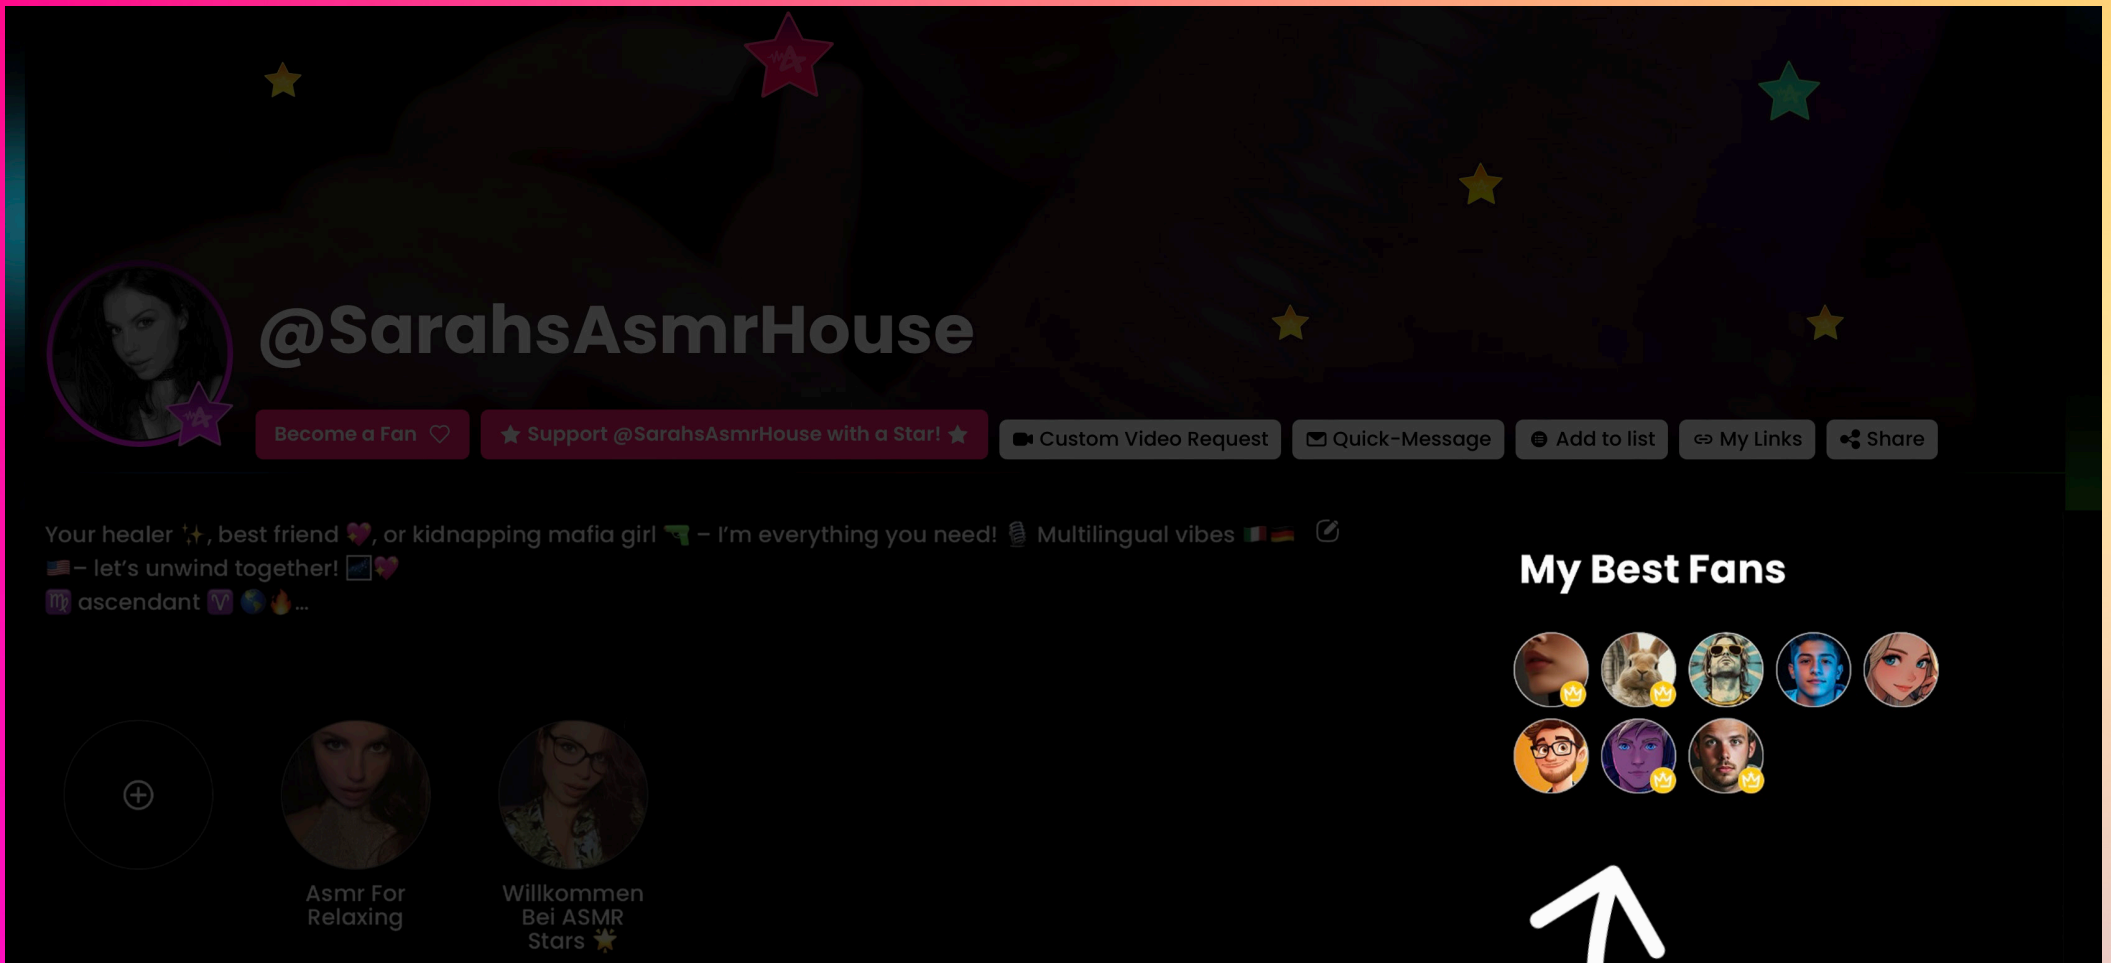 @SarahsAsmrHouse
Become a Fan
Support @SarahsAsmrHouse with a Star!
Custom Video Request
Quick-Message
Add to list
My Links
Share
Your healer ✨, best friend 💖, or kidnapping mafia girl 🔫 – I’m everything you need! 🎙️ Multilingual vibes 🇮🇹🇩🇪
🇺🇸– let’s unwind together! 🌌💖
♍ ascendant ♈ 🌎🔥...
My Best Fans
Asmr For
Relaxing
Willkommen
Bei ASMR
Stars 🌟